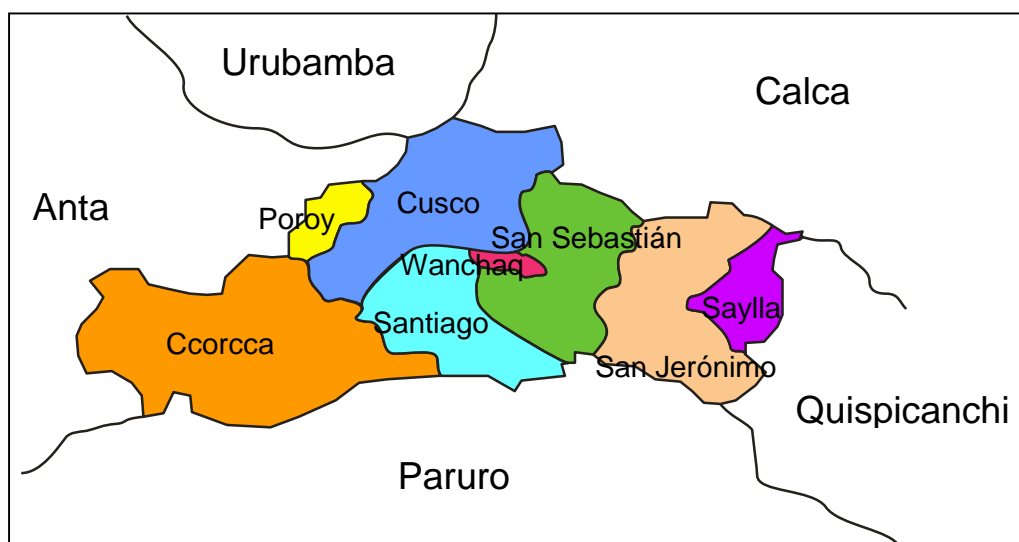 Urubamba
Calca
Anta
Poroy
Cusco
San Sebastián
Wanchaq
Santiago
Saylla
Ccorcca
San Jerónimo
Quispicanchi
Paruro